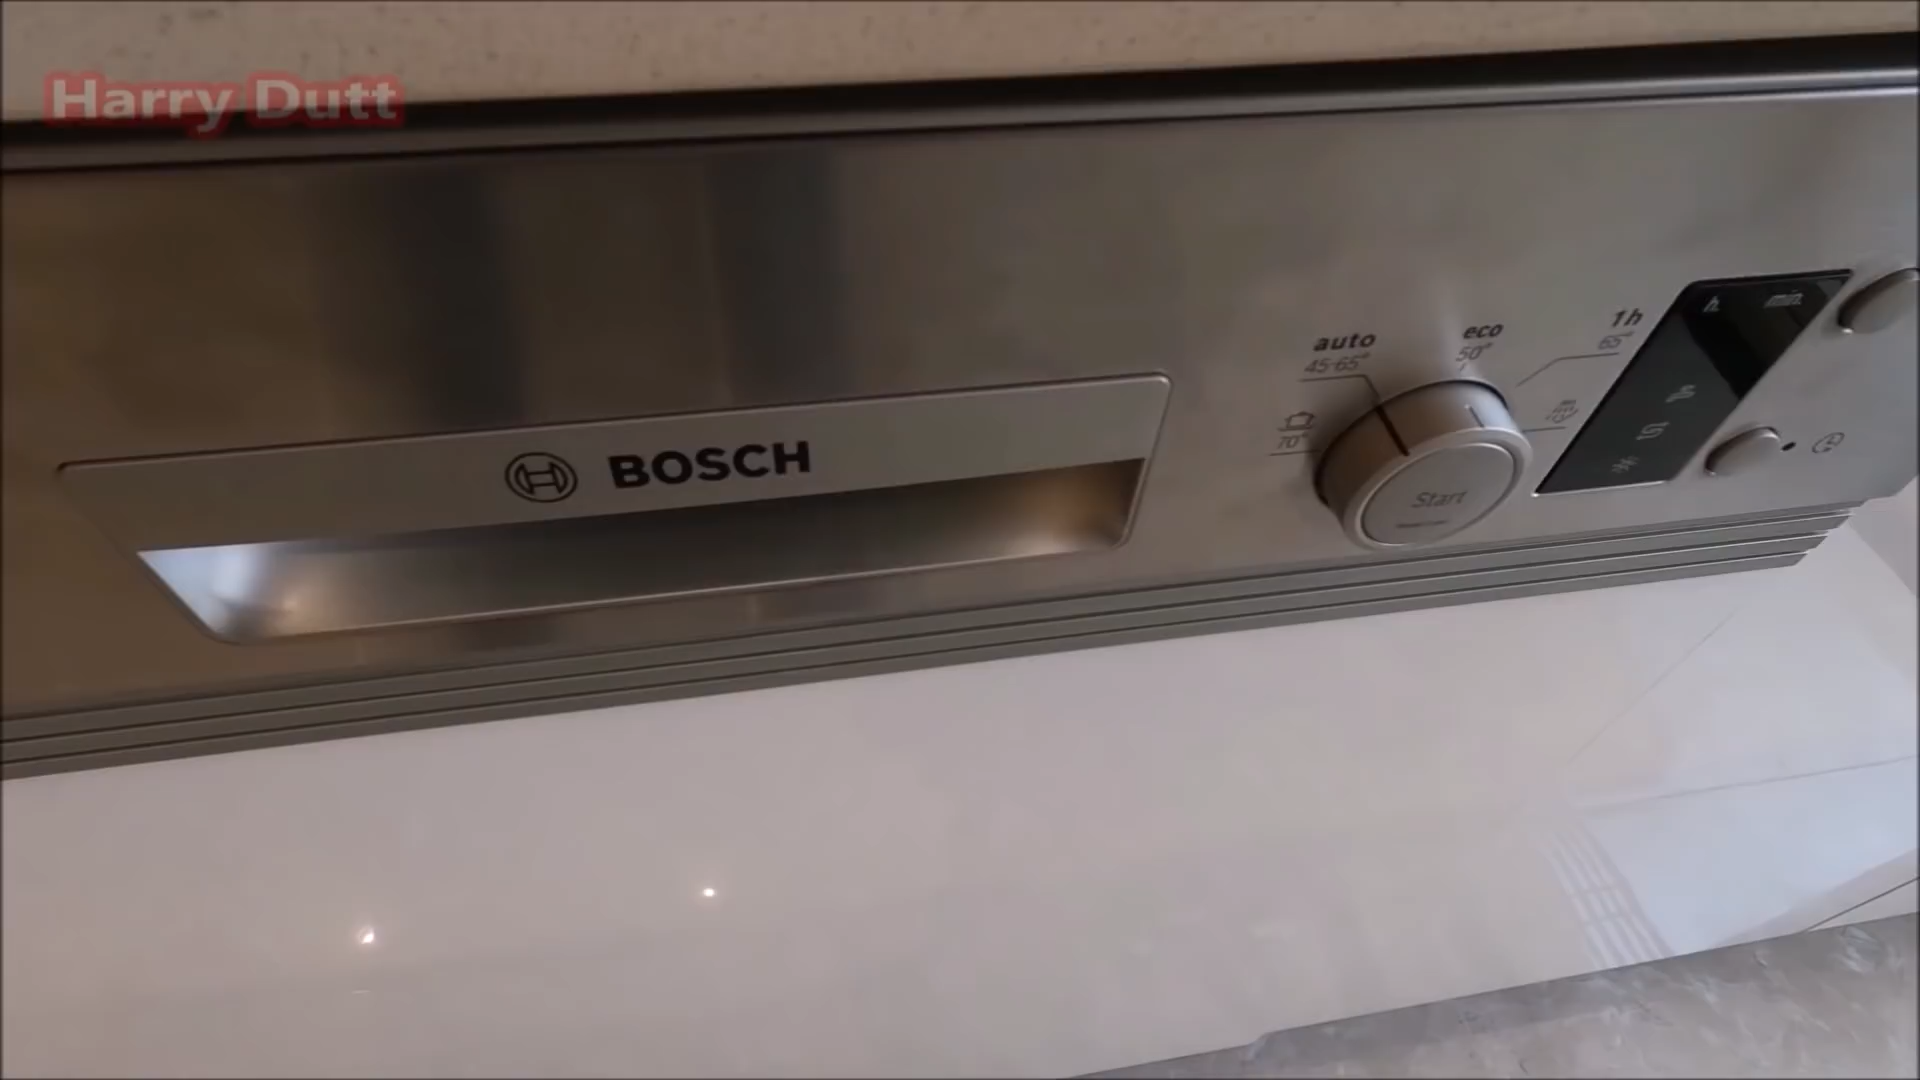 Harry Dutt
BOSCH
auto
45-65°
eco
50°
1h
65°
70°
Start
h.
min.